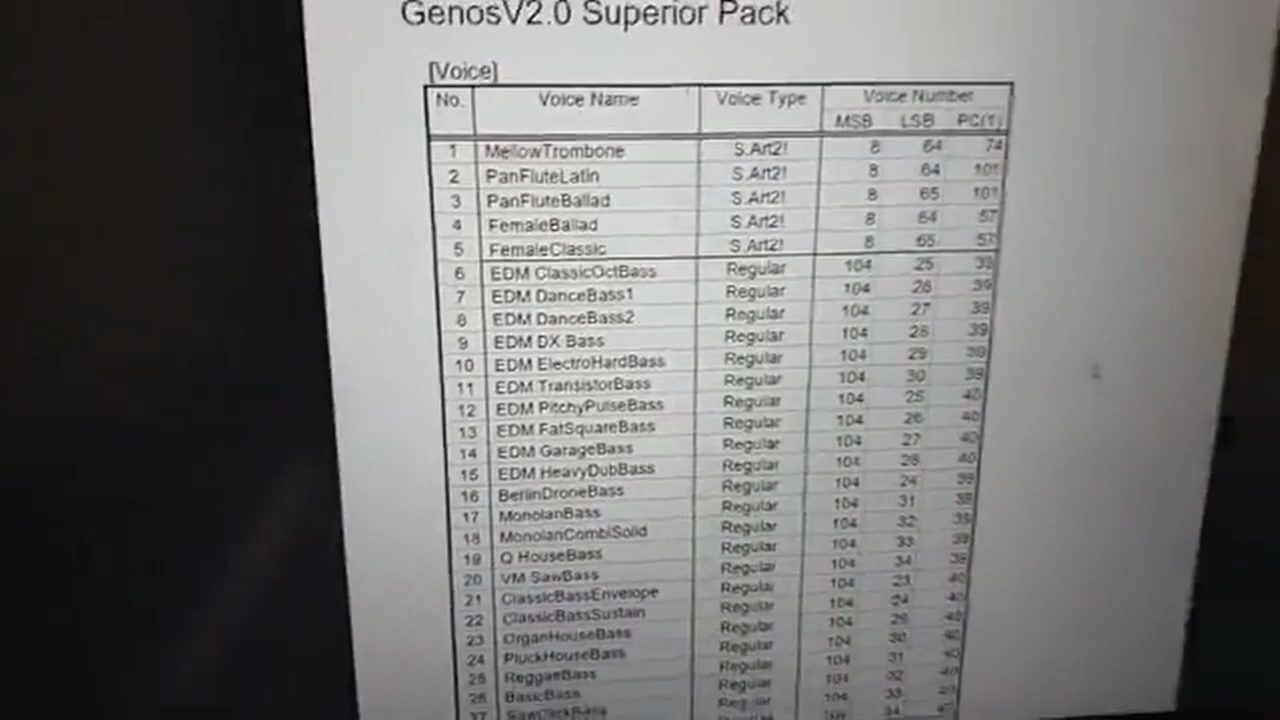 GenosV2.0 Superior Pack
[Voice]
No. Voice Name Voice Type Voice Number
MSB LSB PC(1)
1 MellowTrombone S.Art2! 8 64 74
2 PanFluteLatin S.Art2! 8 64 101
3 PanFluteBallad S.Art2! 8 65 101
4 FemaleBallad S.Art2! 8 64 57
5 FemaleClassic S.Art2! 8 65 57
6 EDM ClassicOctBass Regular 104 25 39
7 EDM DanceBass1 Regular 104 26 39
8 EDM DanceBass2 Regular 104 27 39
9 EDM DX Bass Regular 104 28 39
10 EDM ElectroHardBass Regular 104 29 39
11 EDM TransistorBass Regular 104 30 39
12 EDM PitchyPulseBass Regular 104 25 40
13 EDM FatSquareBass Regular 104 26 40
14 EDM GarageBass Regular 104 27 40
15 EDM HeavyDubBass Regular 104 28 40
16 BerlinDroneBass Regular 104 24 39
17 MonolanBass Regular 104 31 39
18 MonolanCombiSolid Regular 104 32 39
19 Q HouseBass Regular 104 33 39
20 VM SawBass Regular 104 34 39
21 ClassicBassEnvelope Regular 104 23 40
22 ClassicBassSustain Regular 104 24 40
23 OrganHouseBass Regular 104 29 40
24 PluckHouseBass Regular 104 30 40
25 ReggaeBass Regular 104 31 40
26 BasicBass Regular 104 32 40
27 Regular 104 33